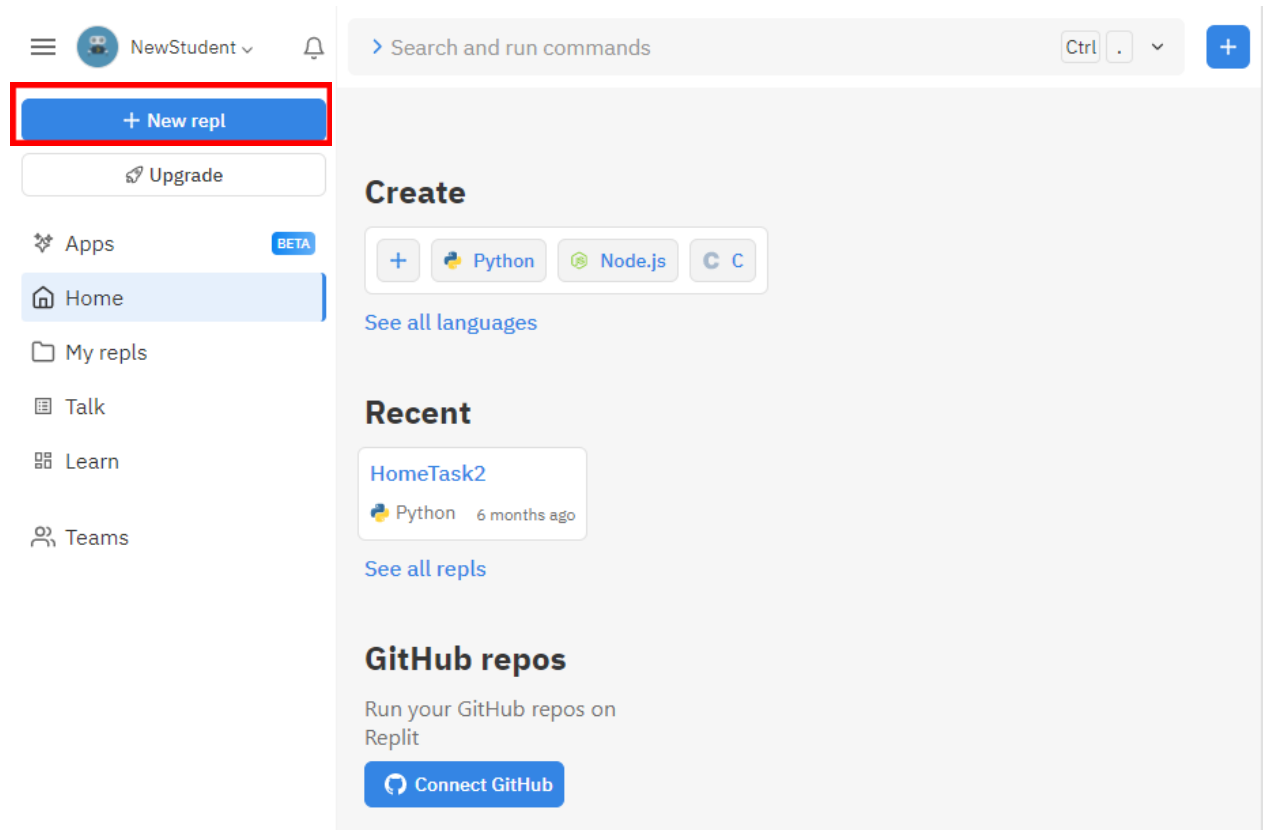 NewStudent
Search and run commands
Ctrl .
+
+ New repl
Upgrade
Apps BETA
Home
My repls
Talk
Learn
Teams
Create
+ Python Node.js C C
See all languages
Recent
HomeTask2
Python 6 months ago
See all repls
GitHub repos
Run your GitHub repos on
Replit
Connect GitHub